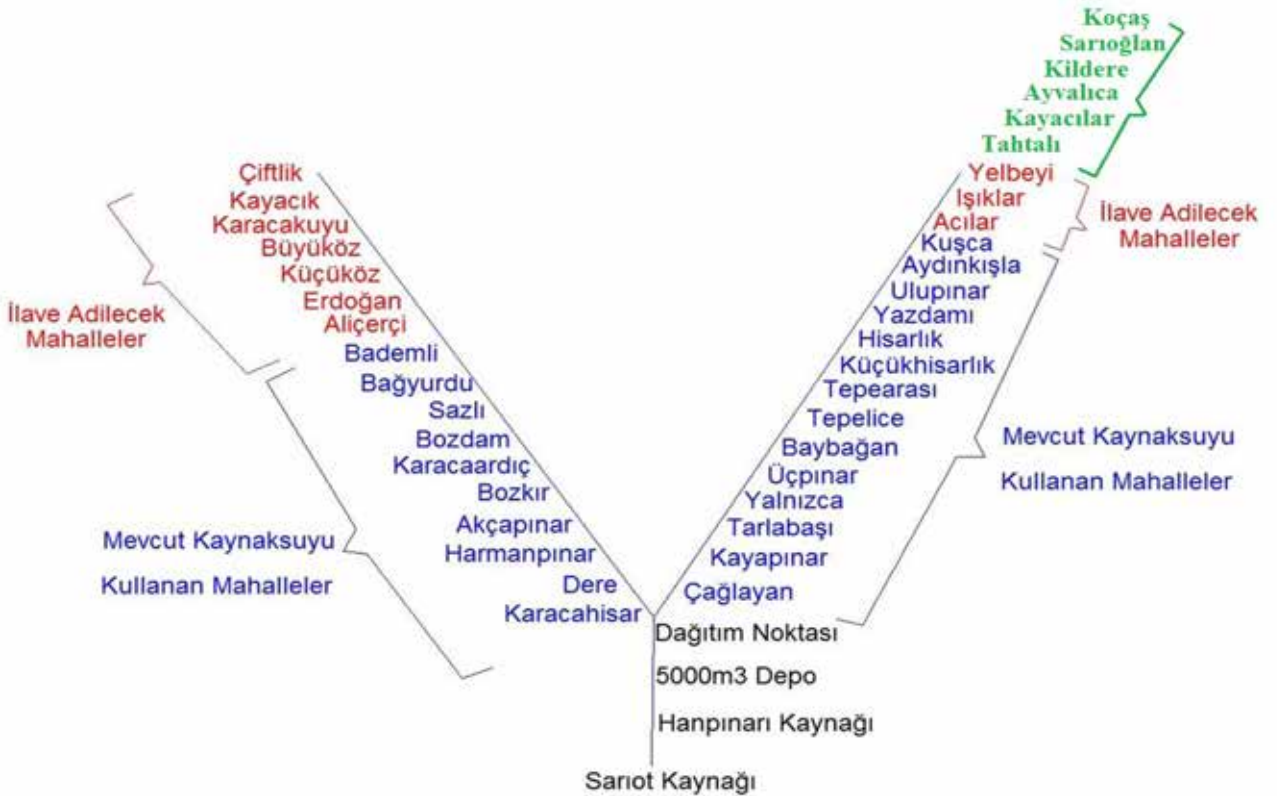 Koçaş
Sarıoğlan
Kildere
Ayvalıca
Kayacılar
Tahtalı
Yelbeyi
Işıklar
Acılar
Kuşca
Aydınkışla
Ulupınar
Yazdamı
Hisarlık
Küçükhisarlık
Tepearası
Tepelice
Baybağan
Üçpınar
Yalnızca
Tarlabaşı
Kayapınar
Çağlayan
İlave Adilecek
Mahalleler
Mevcut Kaynaksuyu
Kullanan Mahalleler
Çiftlik
Kayacık
Karacakuyu
Büyüköz
Küçüköz
Erdoğan
Aliçerçi
Bademli
Bağyurdu
Sazlı
Bozdam
Karacaardıç
Bozkır
Akçapınar
Harmanpınar
Dere
Karacahisar
İlave Adilecek
Mahalleler
Mevcut Kaynaksuyu
Kullanan Mahalleler
Dağıtım Noktası
5000m3 Depo
Hanpınarı Kaynağı
Sarıot Kaynağı